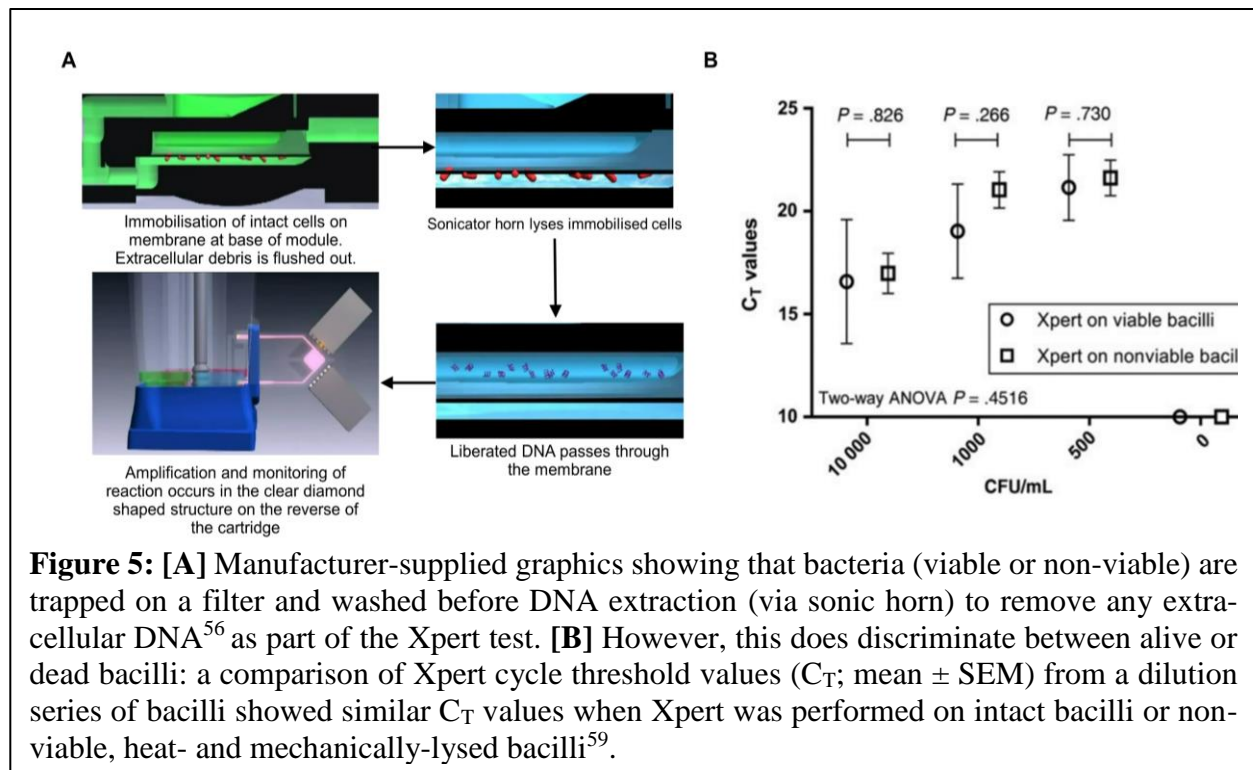 A
Immobilisation of intact cells on
membrane at base of module.
Extracellular debris is flushed out.
Sonicator horn lyses immobilised cells
Liberated DNA passes through
the membrane
Amplification and monitoring of
reaction occurs in the clear diamond
shaped structure on the reverse of
the cartridge
B
25
20
15
10
C_T values
P = .826
P = .266
P = .730
Xpert on viable bacilli
Xpert on nonviable bacil
Two-way ANOVA P = .4516
10 000
1000
500
0
CFU/mL
Figure 5: [A] Manufacturer-supplied graphics showing that bacteria (viable or non-viable) are
trapped on a filter and washed before DNA extraction (via sonic horn) to remove any extra-
cellular DNA⁵⁶ as part of the Xpert test. [B] However, this does discriminate between alive or
dead bacilli: a comparison of Xpert cycle threshold values (C_T; mean ± SEM) from a dilution
series of bacilli showed similar C_T values when Xpert was performed on intact bacilli or non-
viable, heat- and mechanically-lysed bacilli⁵⁹.